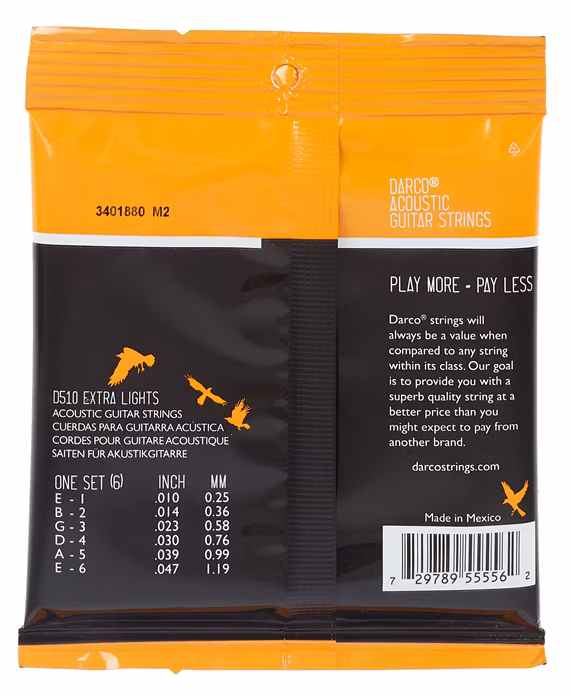 3401880 M2
DARCO®
ACOUSTIC
GUITAR STRINGS
PLAY MORE - PAY LESS
Darco® strings will
always be a value when
compared to any string
within its class. Our goal
is to provide you with a
superb quality string at a
better price than you
might expect to pay from
another brand.
darcostrings.com
Made in Mexico
7 29789 55556 2
D510 EXTRA LIGHTS
ACOUSTIC GUITAR STRINGS
CUERDAS PARA GUITARRA ACÚSTICA
CORDES POUR GUITARE ACOUSTIQUE
SAITEN FÜR AKUSTIKGITARRE
ONE SET (6) INCH MM
E - 1 .010 0.25
B - 2 .014 0.36
G - 3 .023 0.58
D - 4 .030 0.76
A - 5 .039 0.99
E - 6 .047 1.19